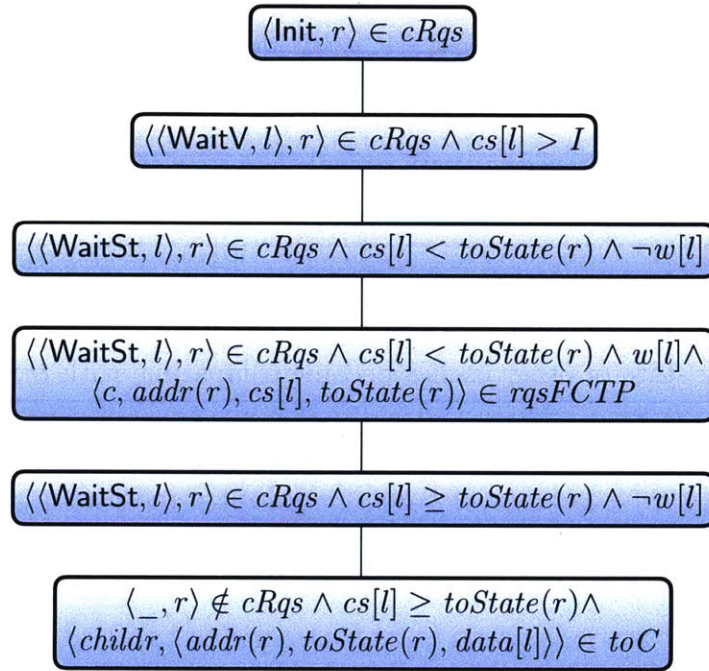 ⟨Init, r⟩ ∈ cRqs
⟨⟨WaitV, l⟩, r⟩ ∈ cRqs ∧ cs[l] > I
⟨⟨WaitSt, l⟩, r⟩ ∈ cRqs ∧ cs[l] < toState(r) ∧ ¬w[l]
⟨⟨WaitSt, l⟩, r⟩ ∈ cRqs ∧ cs[l] < toState(r) ∧ w[l]∧
⟨c, addr(r), cs[l], toState(r)⟩ ∈ rqsFCTP
⟨⟨WaitSt, l⟩, r⟩ ∈ cRqs ∧ cs[l] ≥ toState(r) ∧ ¬w[l]
⟨_, r⟩ ∉ cRqs ∧ cs[l] ≥ toState(r)∧
⟨childr, ⟨addr(r), toState(r), data[l]⟩⟩ ∈ toC